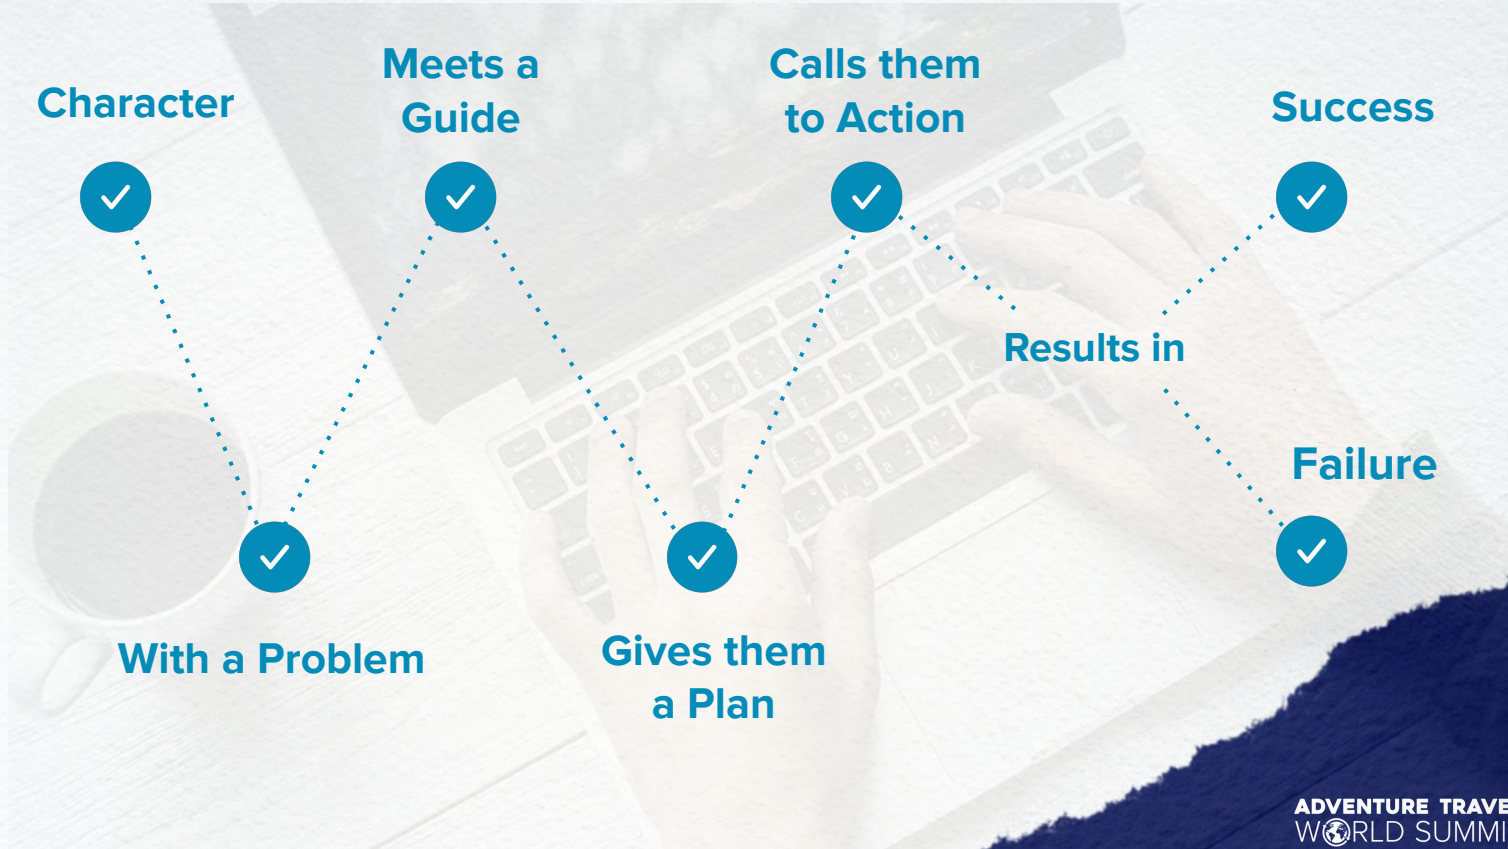 Character
With a Problem
Meets a
Guide
Gives them
a Plan
Calls them
to Action
Results in
Success
Failure
ADVENTURE TRAVE
WORLD SUMMI